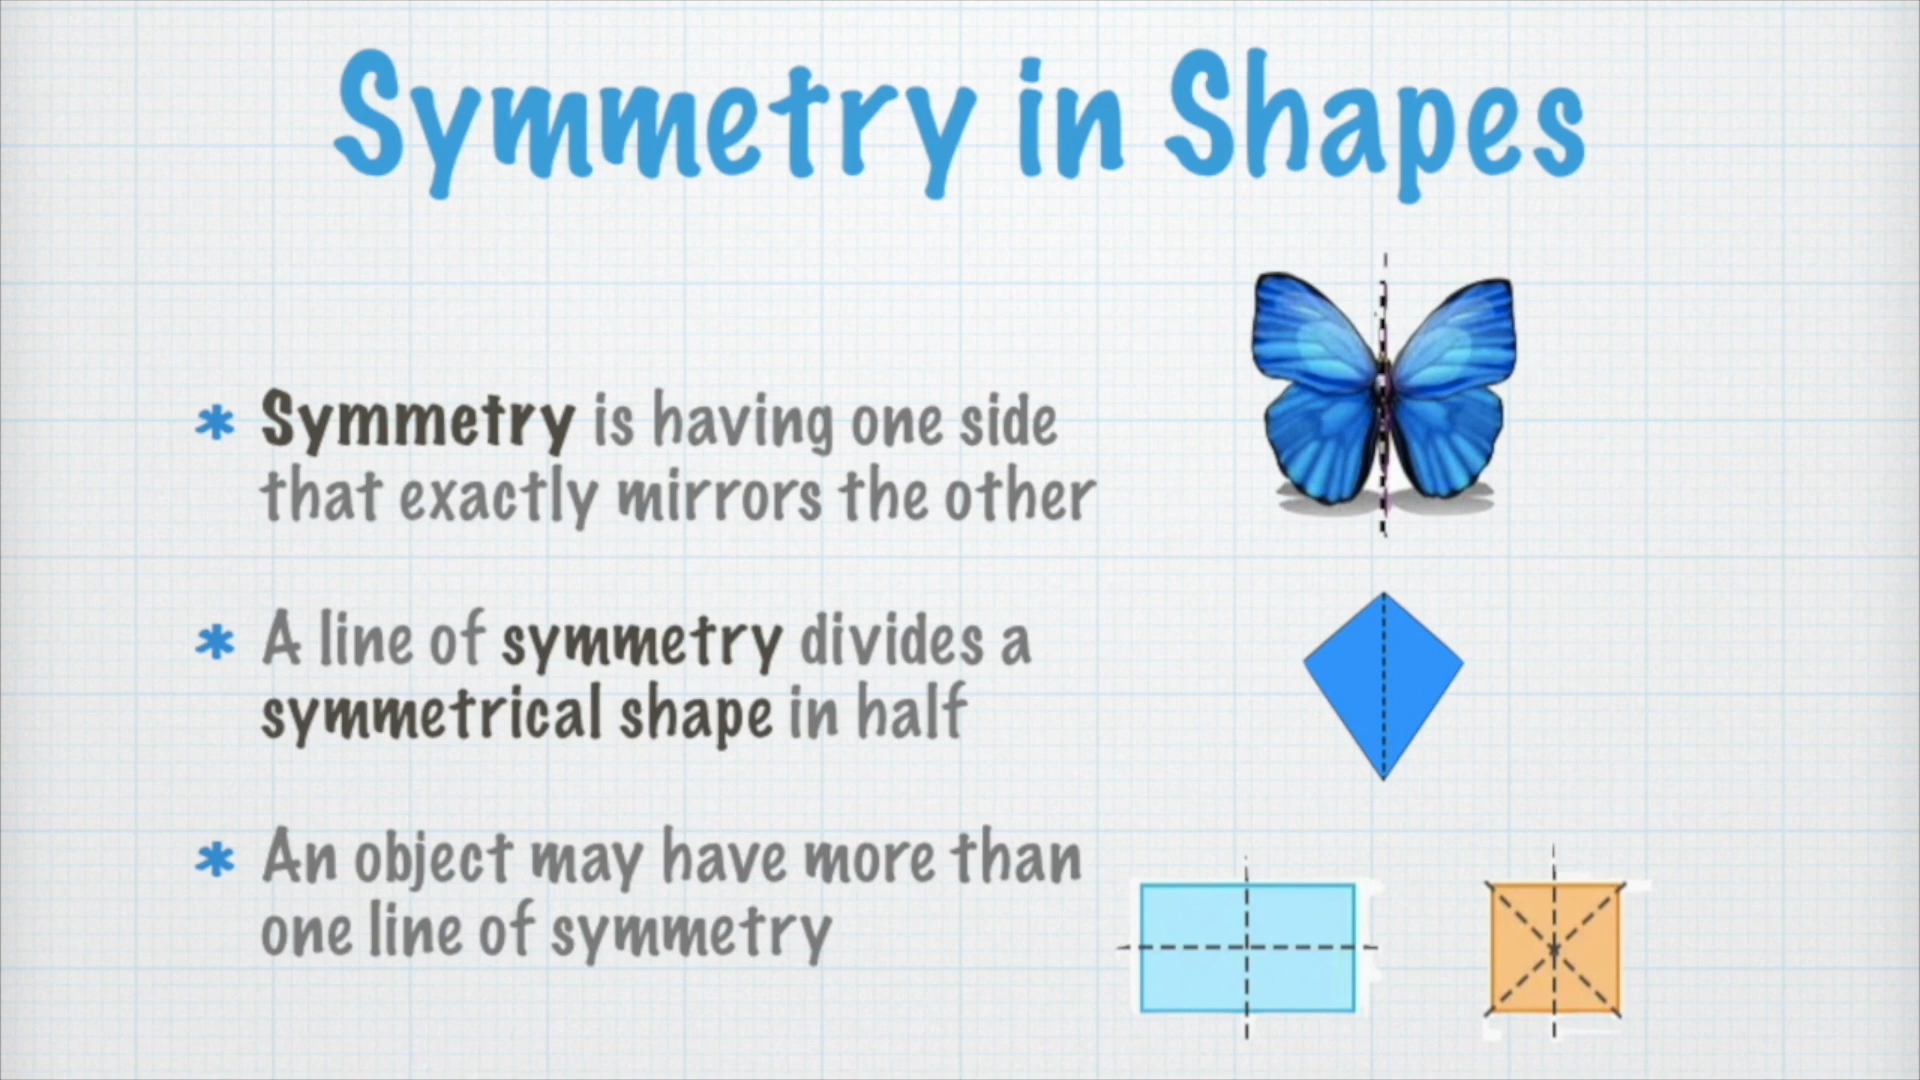 Symmetry in Shapes
* Symmetry is having one side
that exactly mirrors the other
* A line of symmetry divides a
symmetrical shape in half
* An object may have more than
one line of symmetry